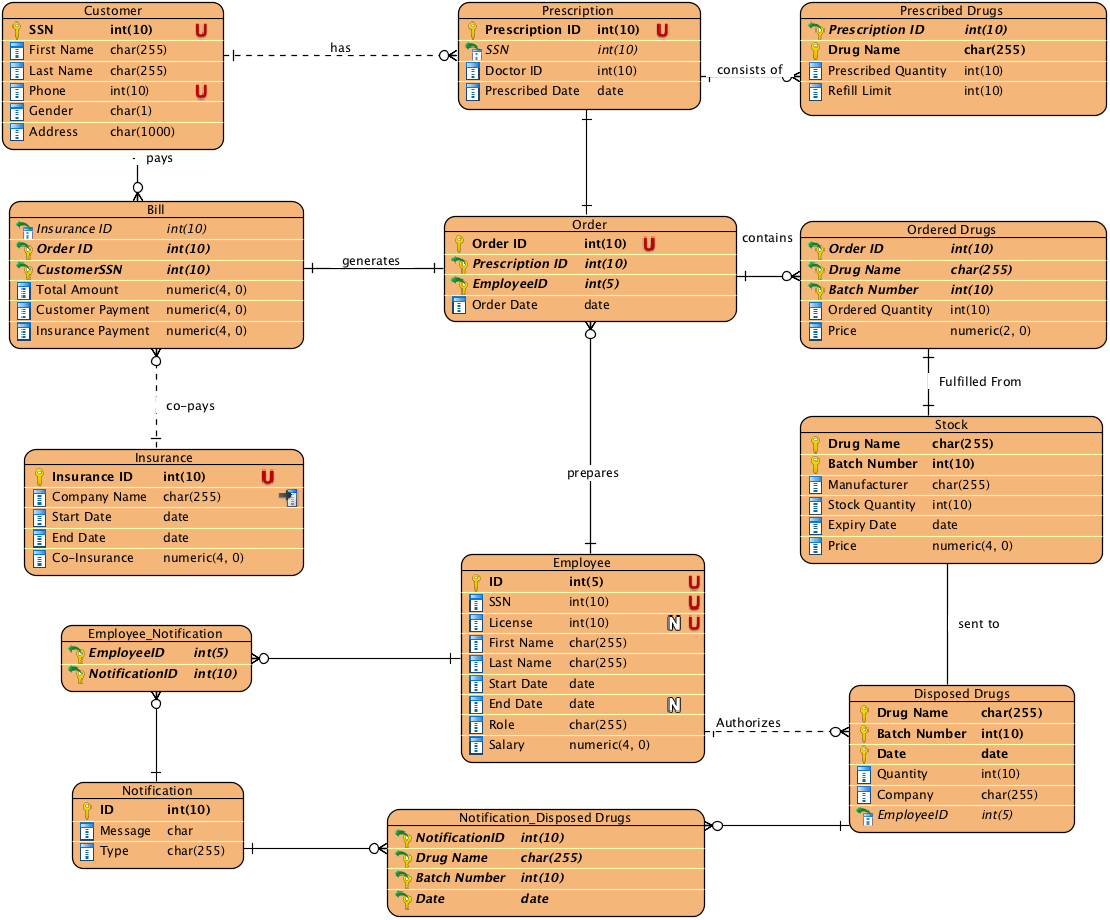 Customer
SSN int(10) U
First Name char(255)
Last Name char(255)
Phone int(10) U
Gender char(1)
Address char(1000)
has
Prescription
Prescription ID int(10) U
SSN int(10)
Doctor ID int(10)
Prescribed Date date
consists of
Prescribed Drugs
Prescription ID int(10)
Drug Name char(255)
Prescribed Quantity int(10)
Refill Limit int(10)
pays
Bill
Insurance ID int(10)
Order ID int(10)
CustomerSSN int(10)
Total Amount numeric(4, 0)
Customer Payment numeric(4, 0)
Insurance Payment numeric(4, 0)
generates
Order
Order ID int(10) U
Prescription ID int(10)
EmployeeID int(5)
Order Date date
contains
Ordered Drugs
Order ID int(10)
Drug Name char(255)
Batch Number int(10)
Ordered Quantity int(10)
Price numeric(2, 0)
Fulfilled From
co-pays
Insurance
Insurance ID int(10) U
Company Name char(255)
Start Date date
End Date date
Co-Insurance numeric(4, 0)
prepares
Stock
Drug Name char(255)
Batch Number int(10)
Manufacturer char(255)
Stock Quantity int(10)
Expiry Date date
Price numeric(4, 0)
Employee
ID int(5) U
SSN int(10) U
License int(10) N U
First Name char(255)
Last Name char(255)
Start Date date
End Date date N
Role char(255)
Salary numeric(4, 0)
sent to
Employee_Notification
EmployeeID int(5)
NotificationID int(10)
Authorizes
Disposed Drugs
Drug Name char(255)
Batch Number int(10)
Date date
Quantity int(10)
Company char(255)
EmployeeID int(5)
Notification
ID int(10)
Message char
Type char(255)
Notification_Disposed Drugs
NotificationID int(10)
Drug Name char(255)
Batch Number int(10)
Date date